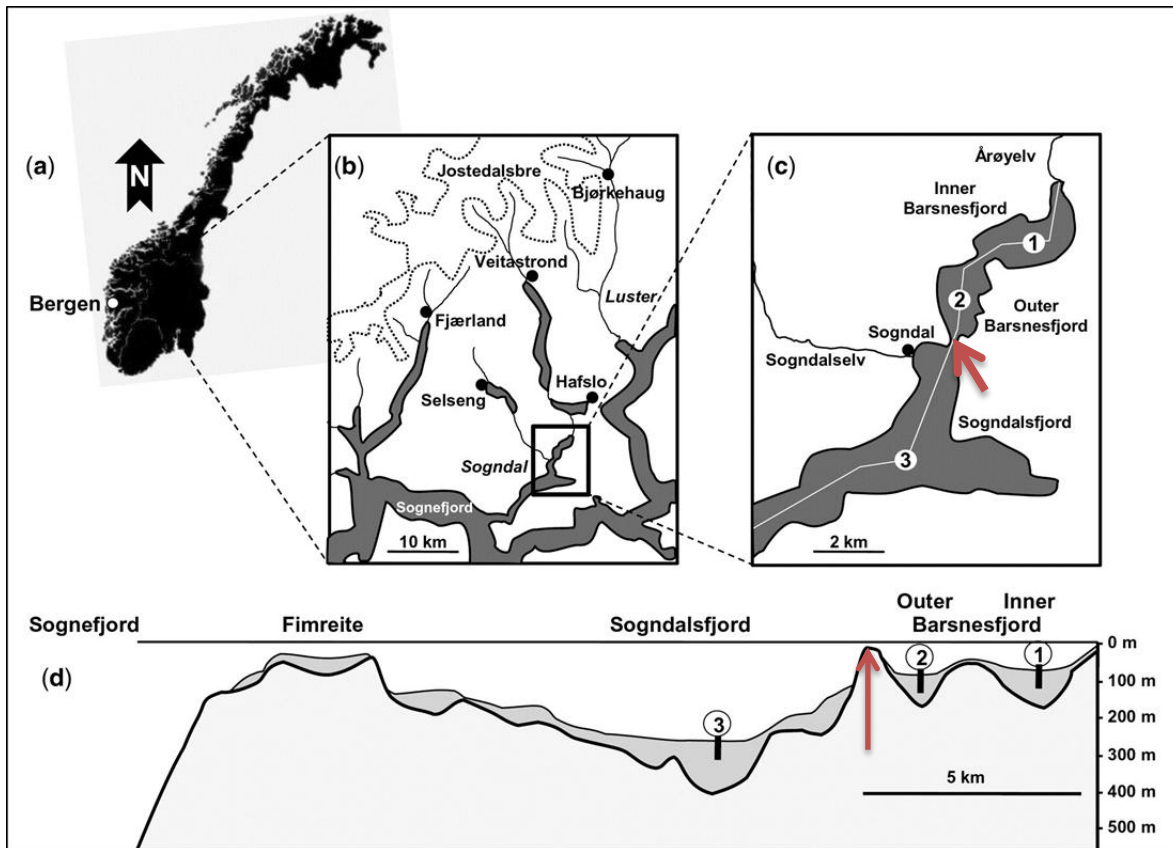 (a)
N
Bergen
(b)
Jostedalsbre
Bjørkehaug
Veitastrond
Luster
Fjærland
Hafslo
Selseng
Sogndal
Sognefjord
10 km
(c)
Årøyelv
Inner
Barsnesfjord
1
2
Outer
Barsnesfjord
Sogndal
Sogndalselv
Sogndalsfjord
3
2 km
Sognefjord
Fimreite
Sogndalsfjord
Outer
Inner
Barsnesfjord
(d)
3
2
1
5 km
0 m
100 m
200 m
300 m
400 m
500 m